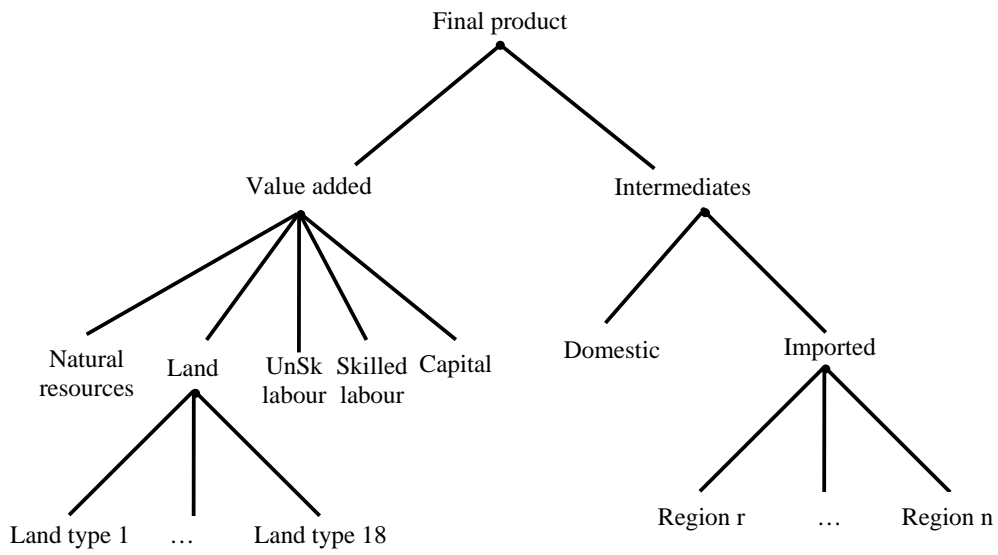 Final product
Value added
Intermediates
Natural
resources
Land
UnSk
labour
Skilled
labour
Capital
Domestic
Imported
Land type 1
…
Land type 18
Region r
…
Region n